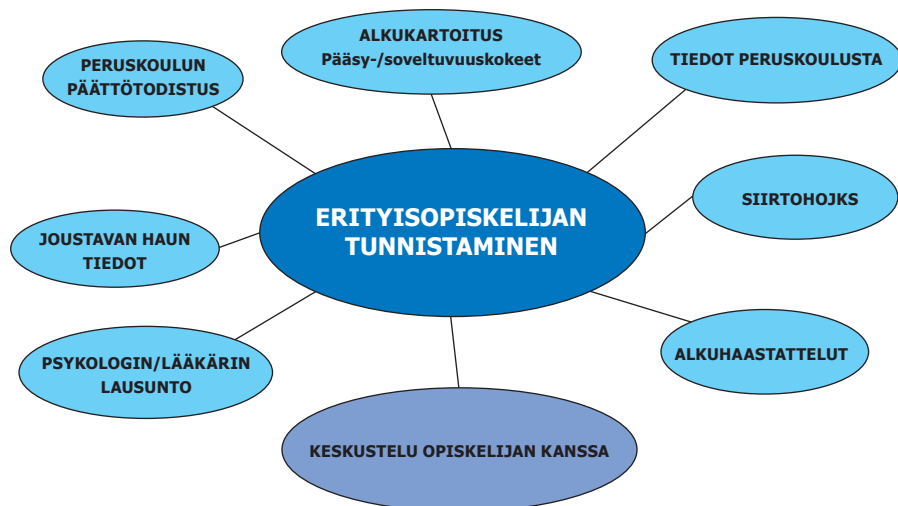 ALKUKARTOITUS
Pääsy-/soveltuvuuskokeet
PERUSKOULUN
PÄÄTTÖTODISTUS
TIEDOT PERUSKOULUSTA
ERITYISOPISKELIJAN
TUNNISTAMINEN
SIIRTOHOJKS
JOUSTAVAN HAUN
TIEDOT
PSYKOLOGIN/LÄÄKÄRIN
LAUSUNTO
ALKUHAASTATTELUT
KESKUSTELU OPISKELIJAN KANSSA